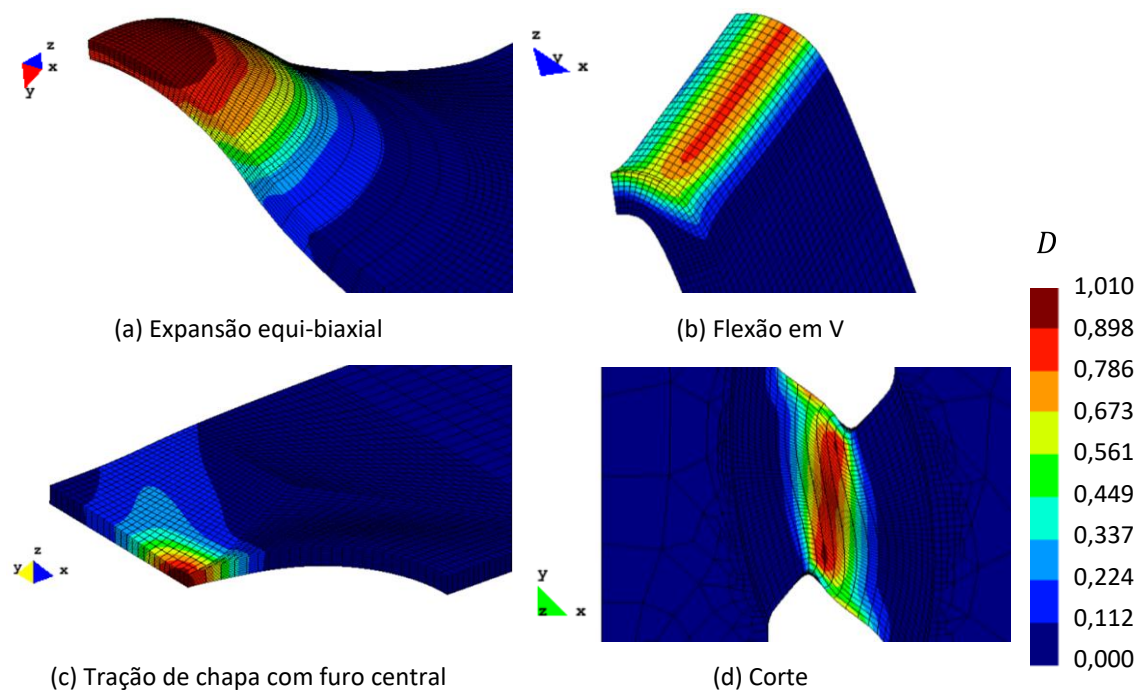 z
x
y
(a) Expansão equi-biaxial
y
x
z
(b) Flexão em V
D
1,010
0,898
0,786
0,673
0,561
0,449
0,337
0,224
0,112
0,000
z
y
x
(c) Tração de chapa com furo central
y
z
x
(d) Corte